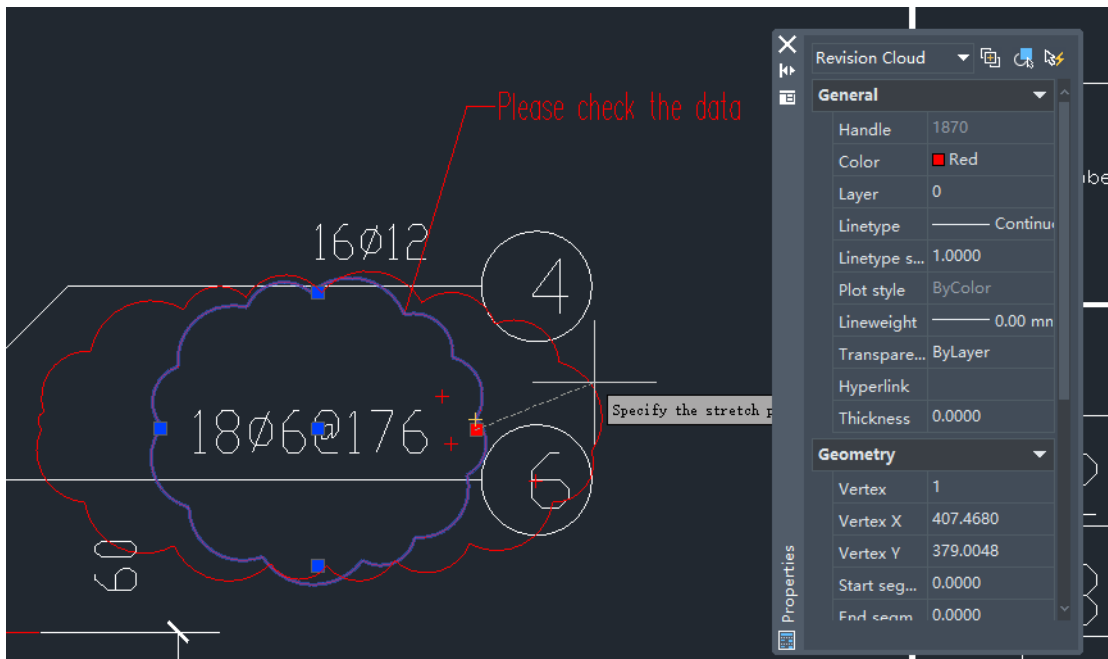 Please check the data
16ø12
4
18ø6@176
6
60
Specify the stretch p
Revision Cloud
General
Handle 1870
Color Red
Layer 0
Linetype Continu
Linetype s... 1.0000
Plot style ByColor
Lineweight 0.00 mm
Transpare... ByLayer
Hyperlink
Thickness 0.0000
Geometry
Vertex 1
Vertex X 407.4680
Vertex Y 379.0048
Start seg... 0.0000
End segm 0.0000
Properties